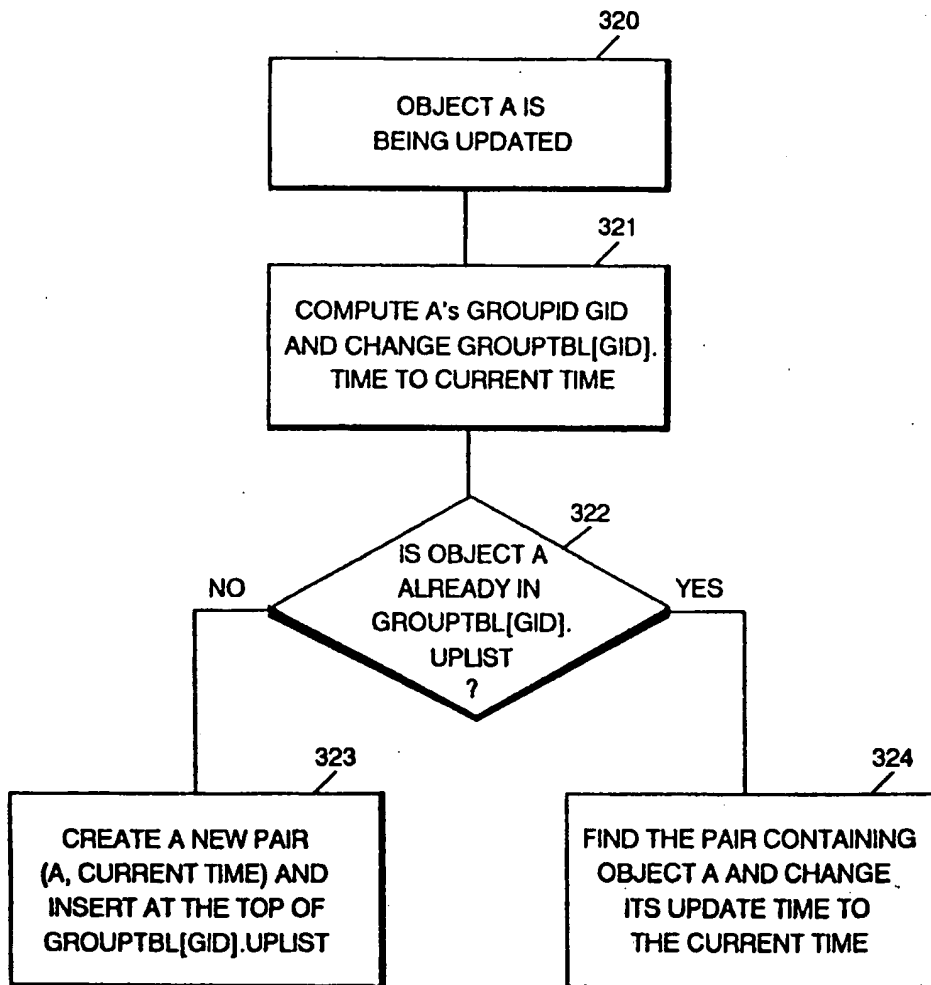 320
OBJECT A IS
BEING UPDATED
321
COMPUTE A's GROUPID GID
AND CHANGE GROUPTBL[GID].
TIME TO CURRENT TIME
322
IS OBJECT A
ALREADY IN
GROUPTBL[GID].
UPLIST
?
NO
YES
323
CREATE A NEW PAIR
(A, CURRENT TIME) AND
INSERT AT THE TOP OF
GROUPTBL[GID].UPLIST
324
FIND THE PAIR CONTAINING
OBJECT A AND CHANGE
ITS UPDATE TIME TO
THE CURRENT TIME